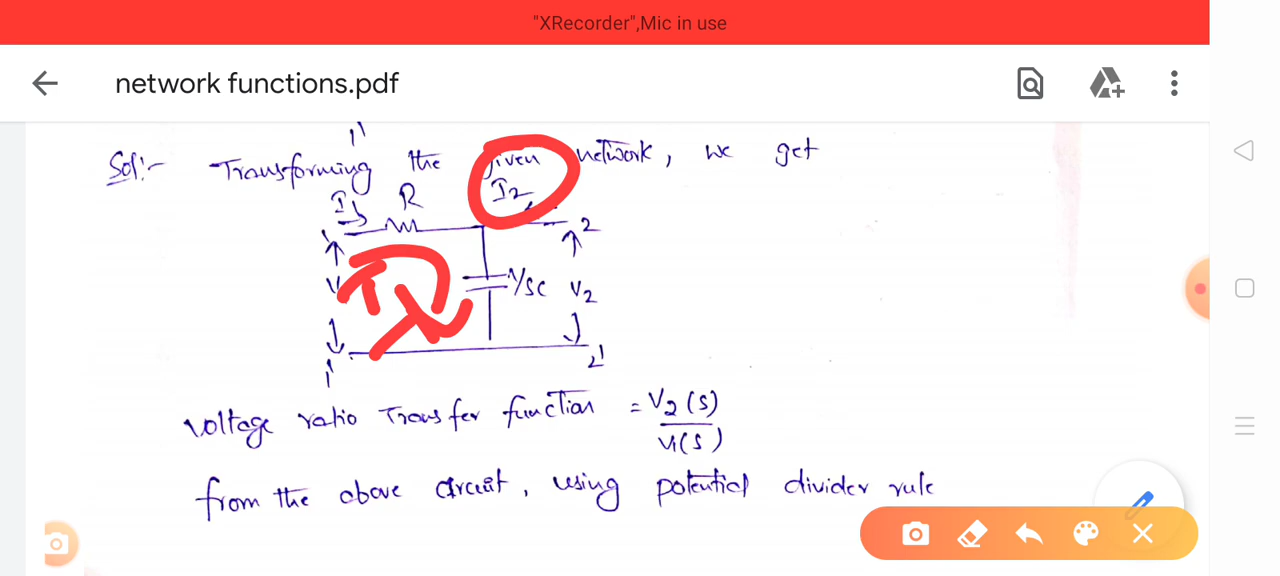 "XRecorder",Mic in use
network functions.pdf
1'
Sol:- Transforming the given network, we get
I1 R I2
1 2
V 1/sc V2
1' 2'
voltage ratio Transfer function = V2(s)
V1(s)
from the above circuit, using potential divider rule